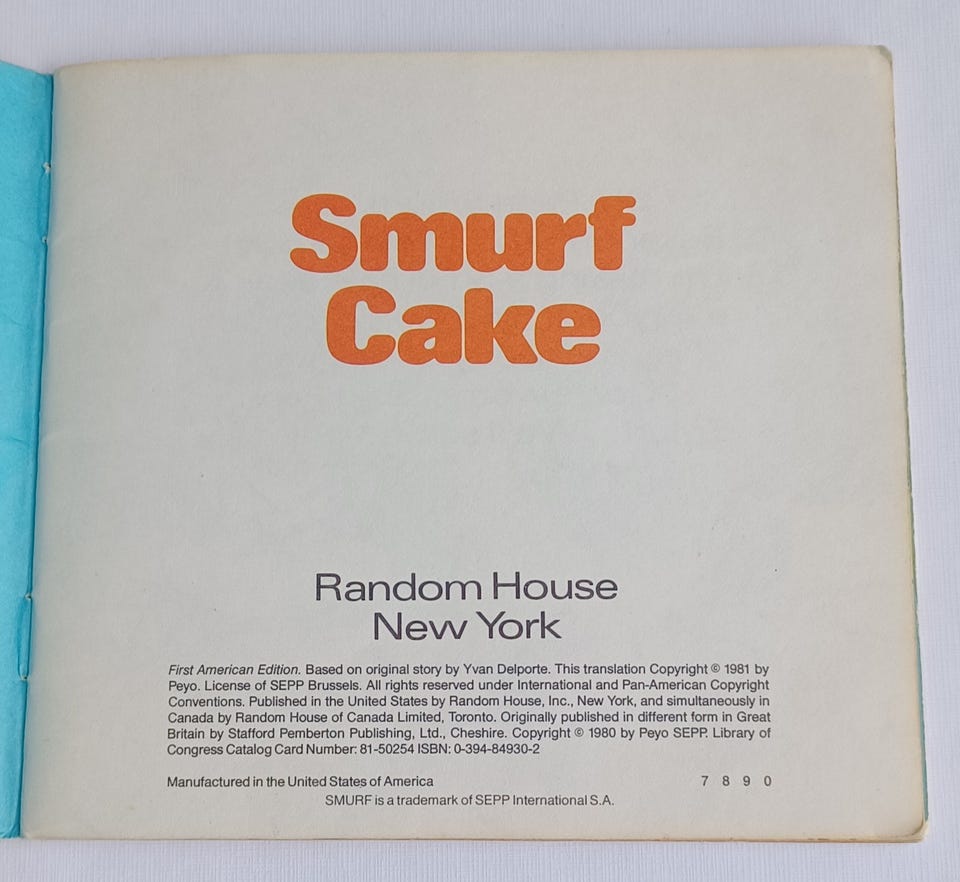 Smurf
Cake
Random House
New York
First American Edition. Based on original story by Yvan Delporte. This translation Copyright © 1981 by
Peyo. License of SEPP Brussels. All rights reserved under International and Pan-American Copyright
Conventions. Published in the United States by Random House, Inc., New York, and simultaneously in
Canada by Random House of Canada Limited, Toronto. Originally published in different form in Great
Britain by Stafford Pemberton Publishing, Ltd., Cheshire. Copyright © 1980 by Peyo SEPP. Library of
Congress Catalog Card Number: 81-50254 ISBN: 0-394-84930-2
Manufactured in the United States of America 7 8 9 0
SMURF is a trademark of SEPP International S.A.